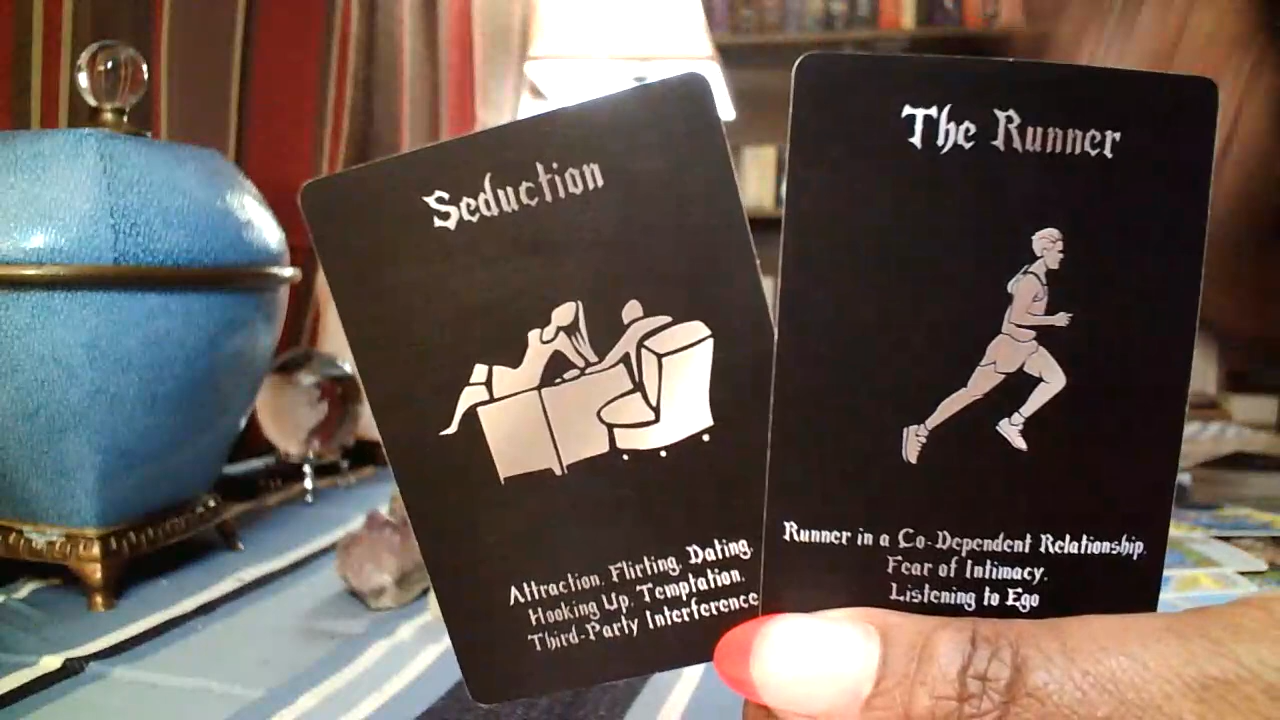 Seduction
Attraction, Flirting, Dating,
Hooking Up, Temptation,
Third-Party Interference
The Runner
Runner in a Co-Dependent Relationship,
Fear of Intimacy,
Listening to Ego